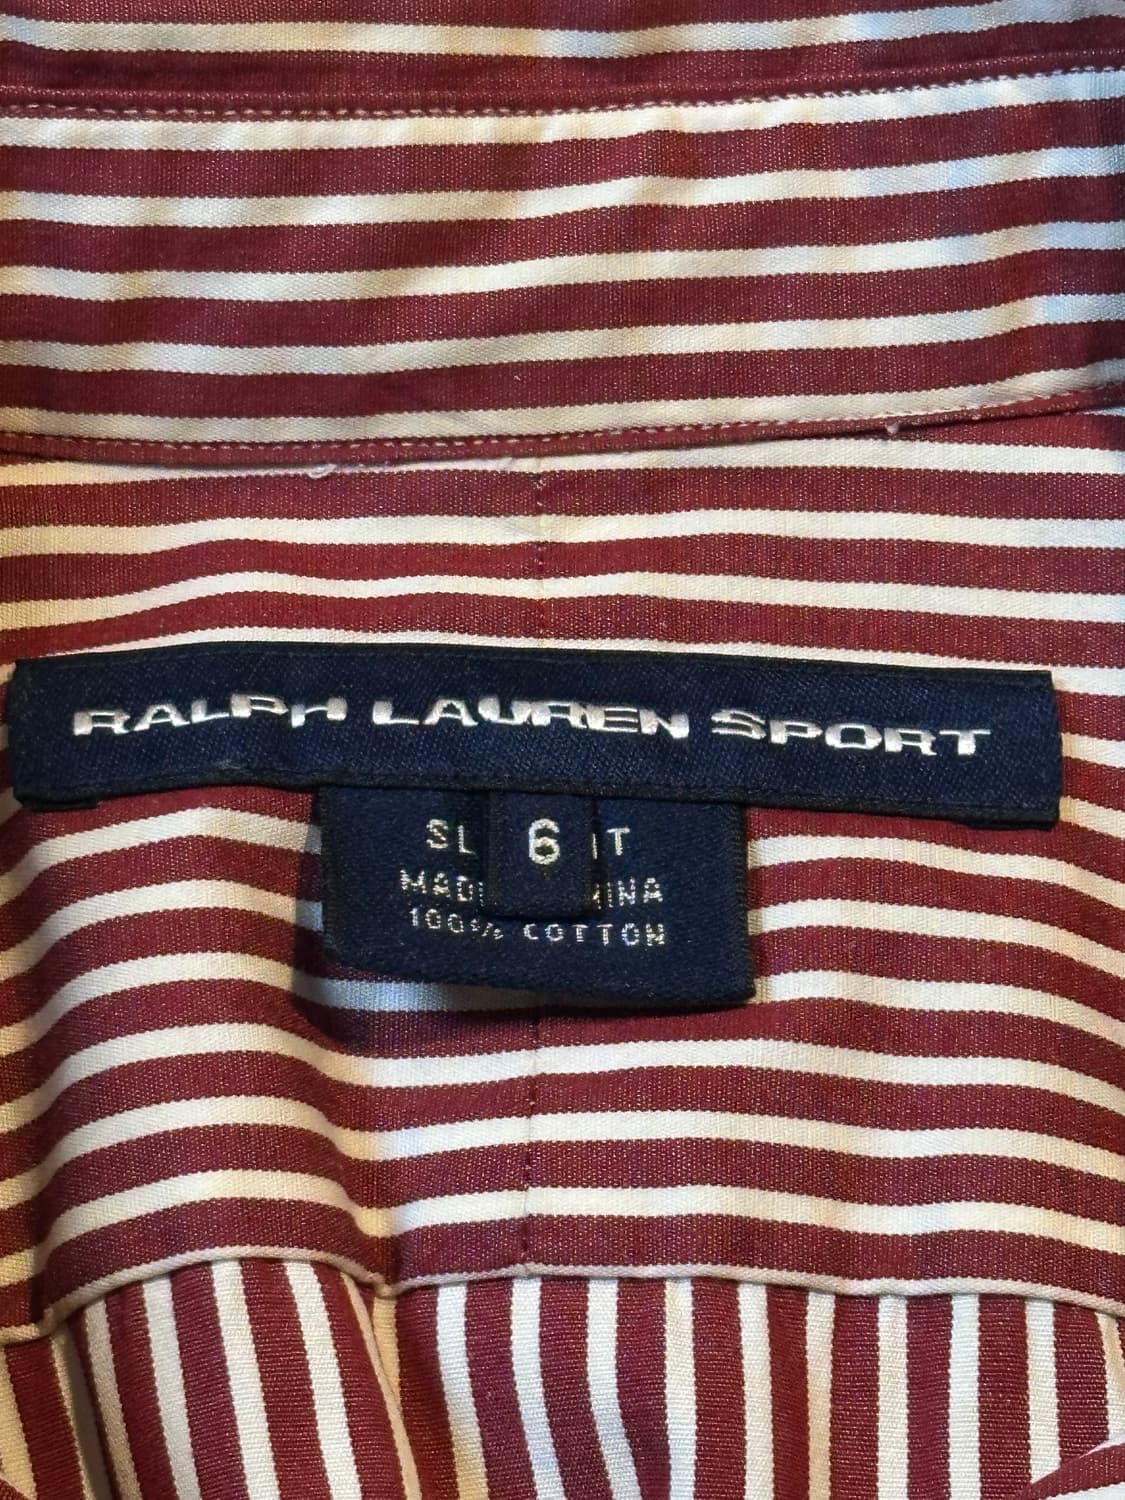 RALPH LAUREN SPORT
6
100% COTTON